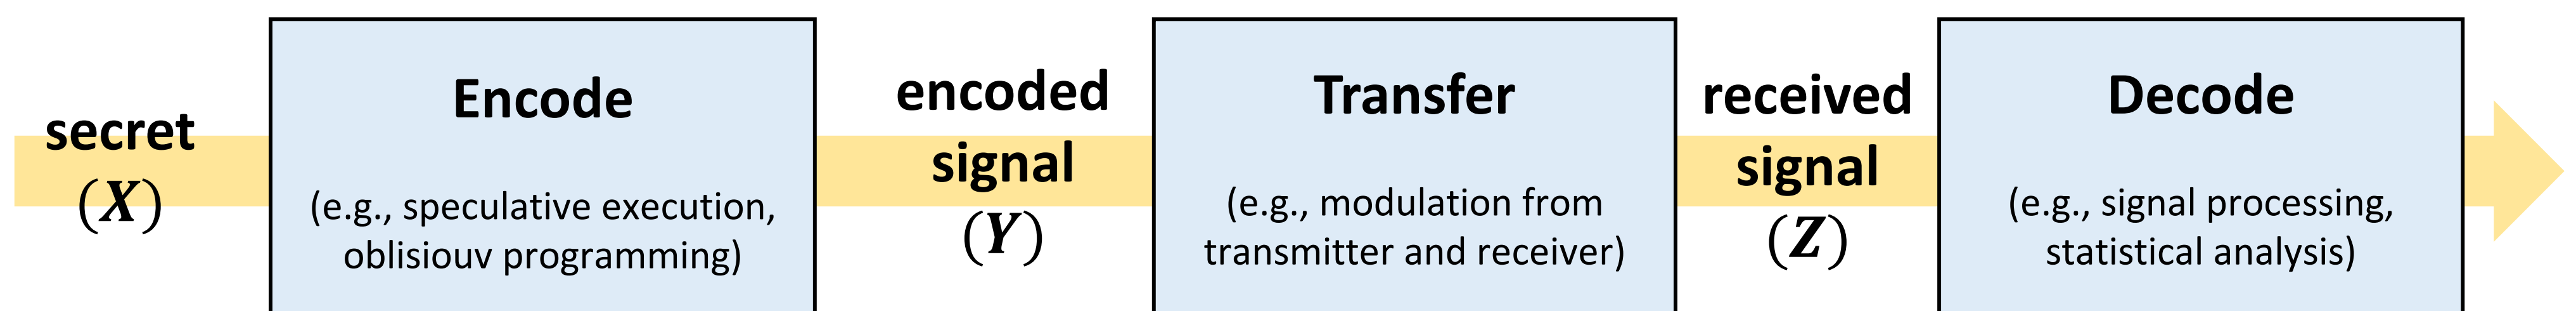 secret
(X)
Encode
(e.g., speculative execution,
oblisiouv programming)
encoded
signal
(Y)
Transfer
(e.g., modulation from
transmitter and receiver)
received
signal
(Z)
Decode
(e.g., signal processing,
statistical analysis)